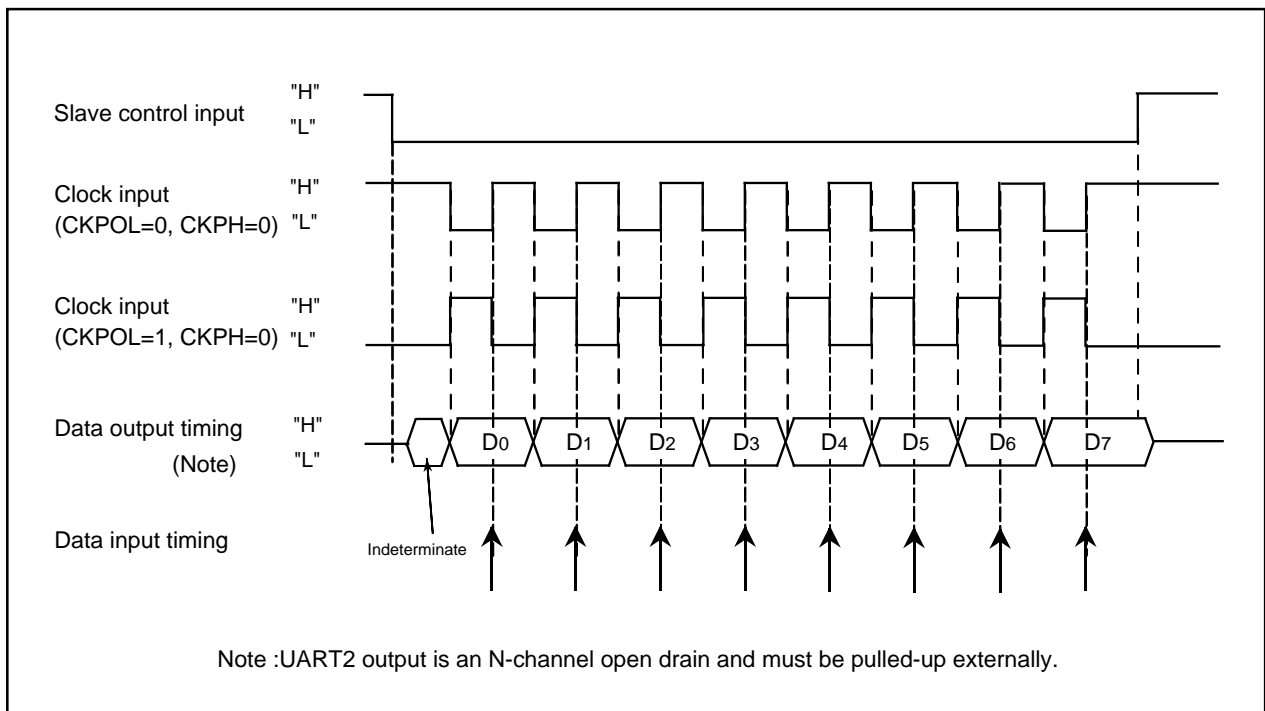 Slave control input "H"
"L"
Clock input "H"
(CKPOL=0, CKPH=0) "L"
Clock input "H"
(CKPOL=1, CKPH=0) "L"
Data output timing "H"
(Note) "L"
D0 D1 D2 D3 D4 D5 D6 D7
Data input timing
Indeterminate
Note :UART2 output is an N-channel open drain and must be pulled-up externally.